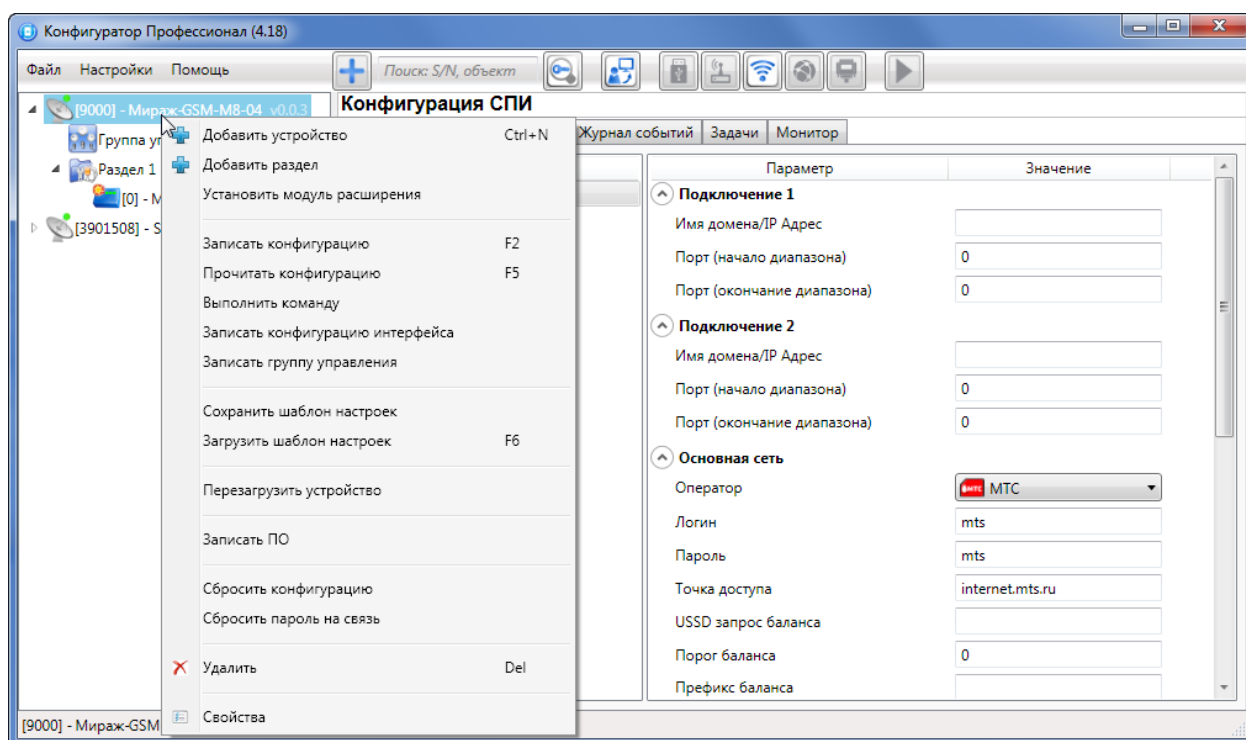 Конфигуратор Профессионал (4.18)
Файл Настройки Помощь Поиск: S/N, объект
[9000] - Мираж-GSM-M8-04 v0.0.3
Конфигурация СПИ
Группа уп
Раздел 1
[0] - М
[3901508] - S
Журнал событий Задачи Монитор
Добавить устройство Ctrl+N
Добавить раздел
Установить модуль расширения
Записать конфигурацию F2
Прочитать конфигурацию F5
Выполнить команду
Записать конфигурацию интерфейса
Записать группу управления
Сохранить шаблон настроек
Загрузить шаблон настроек F6
Перезагрузить устройство
Записать ПО
Сбросить конфигурацию
Сбросить пароль на связь
Удалить Del
Свойства
Параметр Значение
Подключение 1
Имя домена/IP Адрес
Порт (начало диапазона) 0
Порт (окончание диапазона) 0
Подключение 2
Имя домена/IP Адрес
Порт (начало диапазона) 0
Порт (окончание диапазона) 0
Основная сеть
Оператор МТС
Логин mts
Пароль mts
Точка доступа internet.mts.ru
USSD запрос баланса
Порог баланса 0
Префикс баланса
[9000] - Мираж-GSM